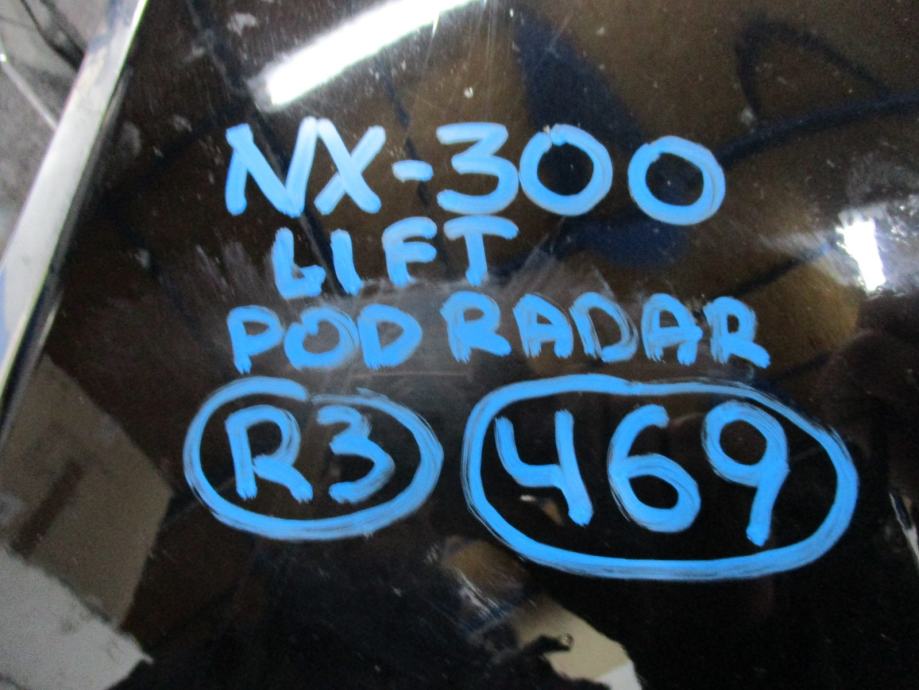 NX-300
LIFT
POD RADAR
R3 469